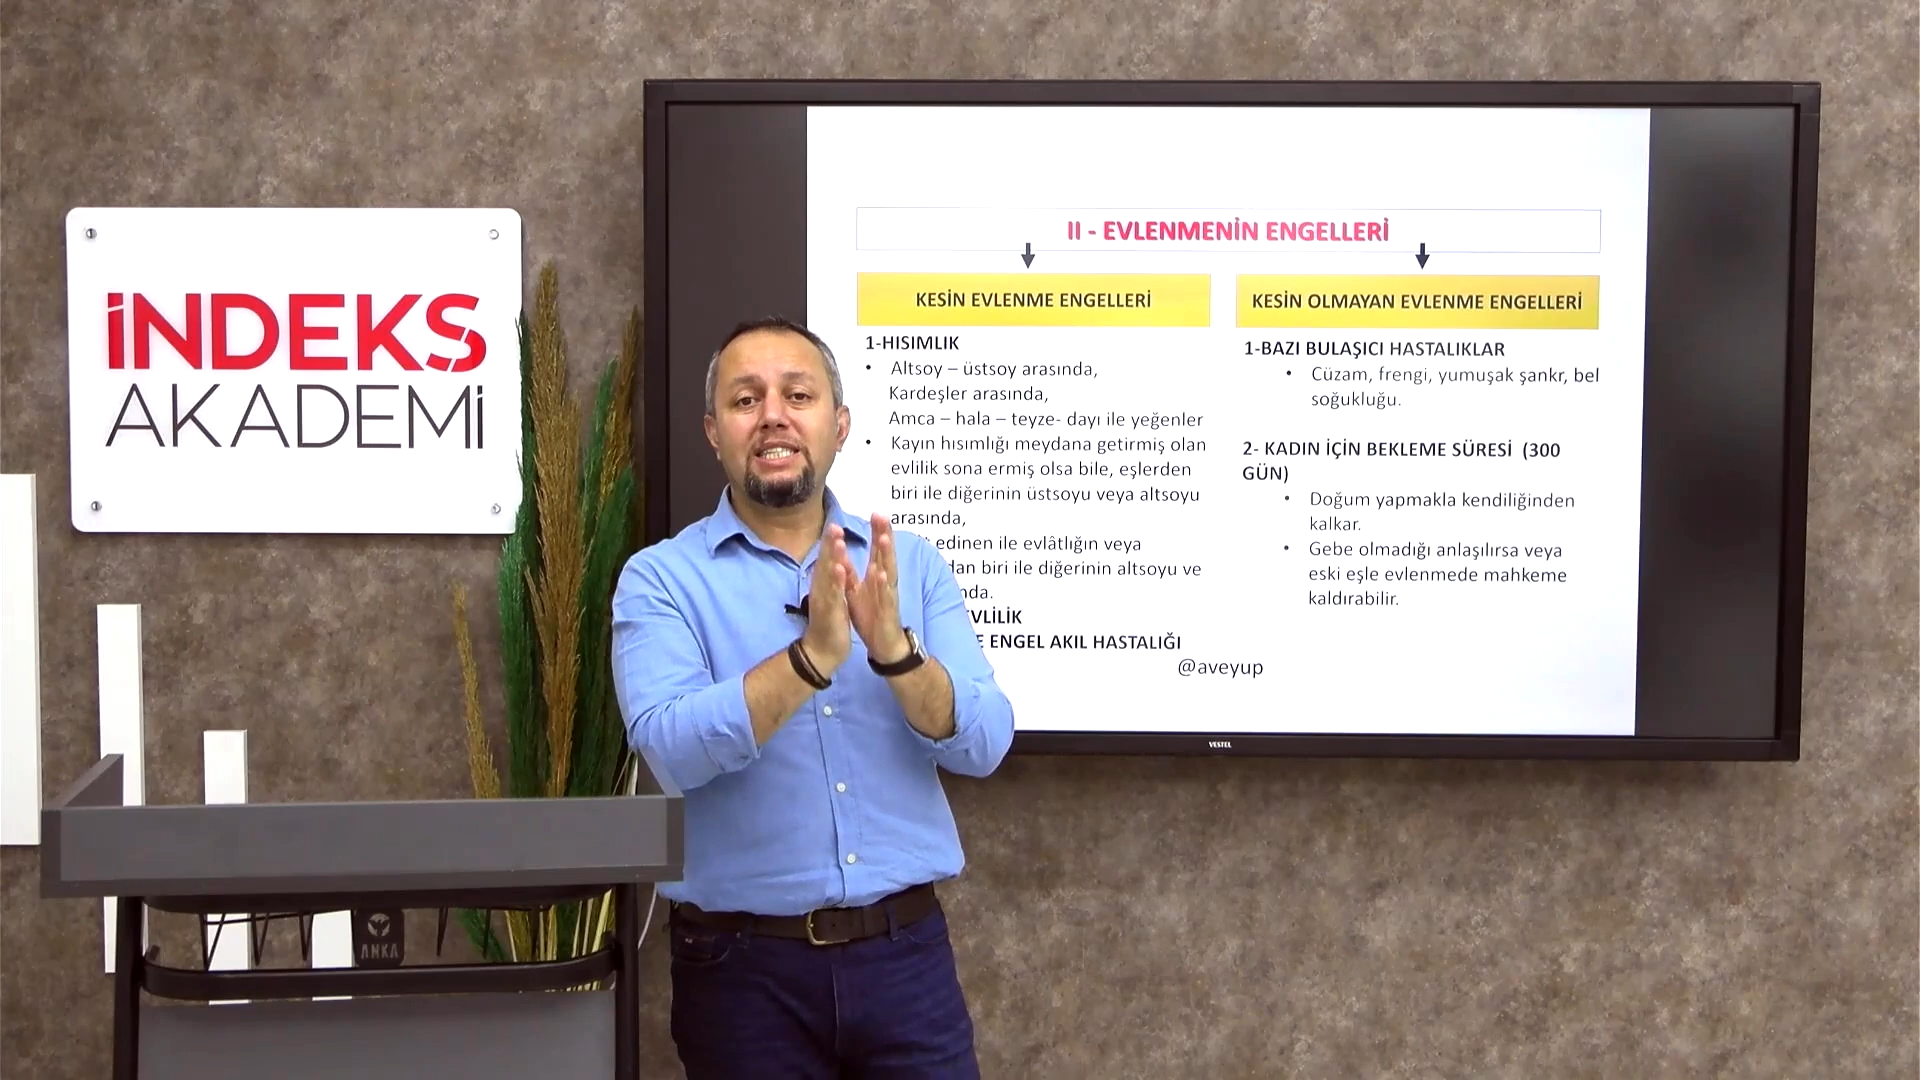 İNDEKS
AKADEMİ
II - EVLENMENİN ENGELLERİ
KESİN EVLENME ENGELLERİ
1-HISIMLIK
• Altsoy – üstsoy arasında,
Kardeşler arasında,
Amca – hala – teyze- dayı ile yeğenler
• Kayın hısımlığı meydana getirmiş olan
evlilik sona ermiş olsa bile, eşlerden
biri ile diğerinin üstsoyu veya altsoyu
arasında,
edinen ile evlâtlığın veya
biri ile diğerinin altsoyu ve
ENGEL AKIL HASTALIĞI
KESİN OLMAYAN EVLENME ENGELLERİ
1-BAZI BULAŞICI HASTALIKLAR
• Cüzam, frengi, yumuşak şankr, bel
soğukluğu.
2- KADIN İÇİN BEKLEME SÜRESİ (300
GÜN)
• Doğum yapmakla kendiliğinden
kalkar.
• Gebe olmadığı anlaşılırsa veya
eski eşle evlenmede mahkeme
kaldırabilir.
@aveyup
VESTEL
ANKA